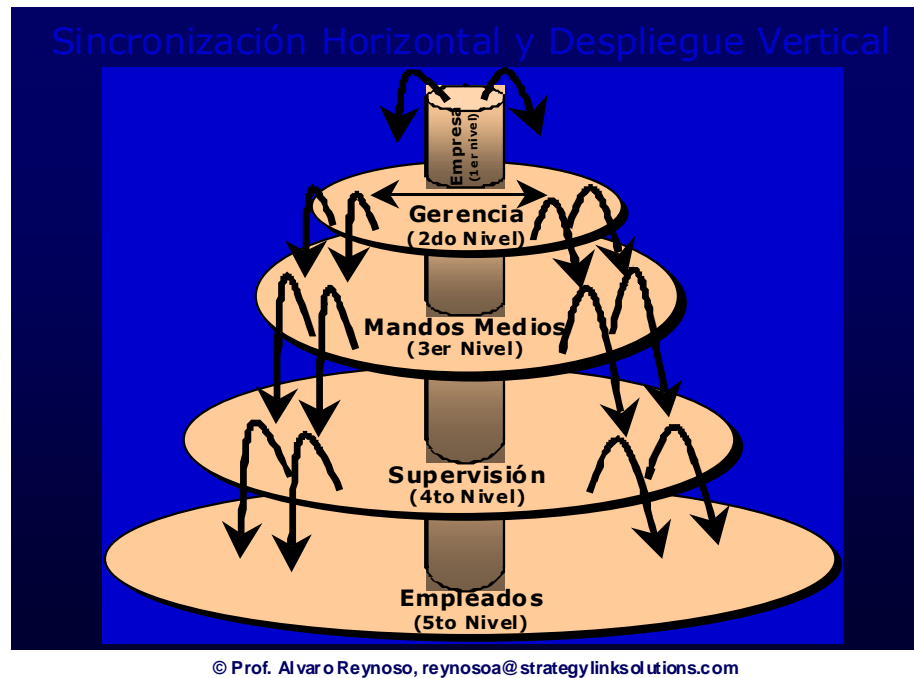 Sincronización Horizontal y Despliegue Vertical
Empresa
(1er nivel)
Gerencia
(2do Nivel)
Mandos Medios
(3er Nivel)
Supervisión
(4to Nivel)
Empleados
(5to Nivel)
© Prof. Alvaro Reynoso, reynosoa@strategylinksolutions.com